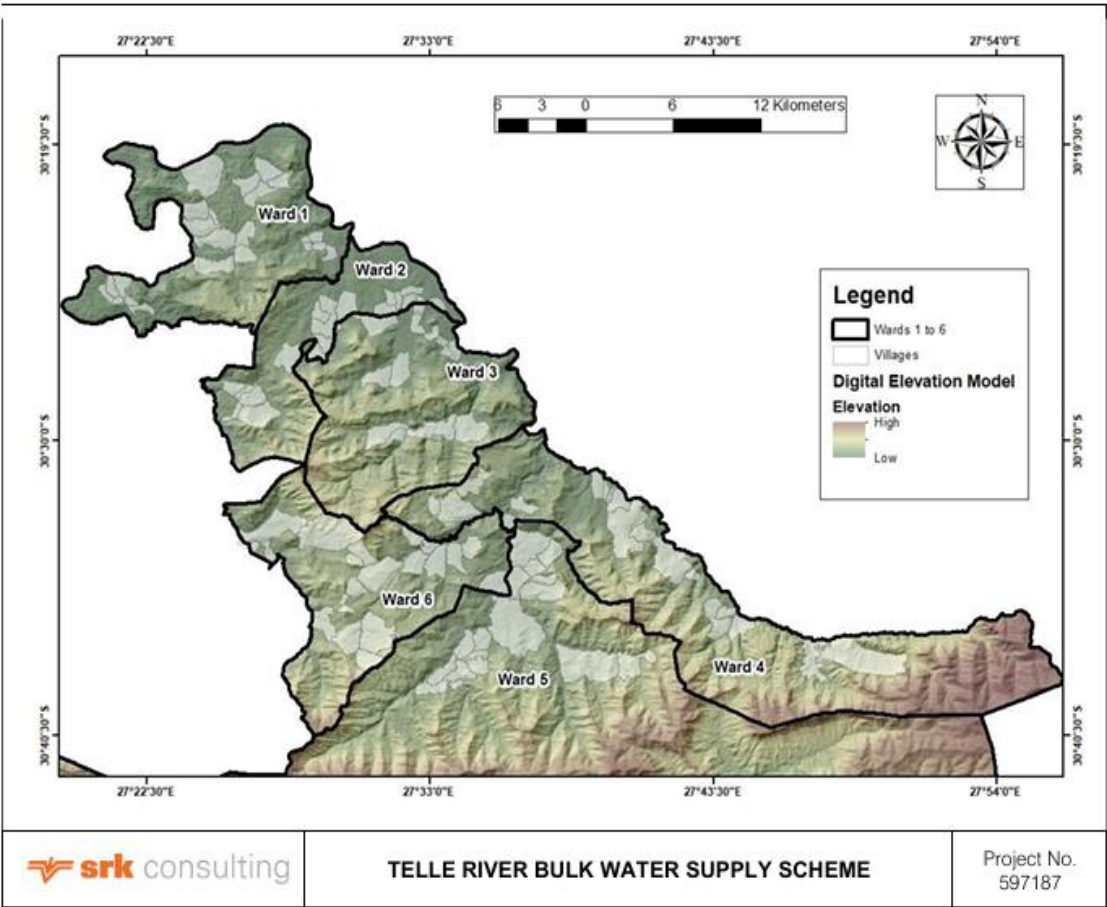 27°22'30"E 27°33'0"E 27°43'30"E 27°54'0"E
6 3 0 6 12 Kilometers
N
W E
S
30°19'30"S 30°19'30"S
Ward 1
Ward 2
Legend
Wards 1 to 6
Villages
Digital Elevation Model
Elevation
High
Low
Ward 3
30°30'0"S 30°30'0"S
Ward 6
Ward 4
Ward 5
30°40'30"S 30°40'30"S
27°22'30"E 27°33'0"E 27°43'30"E 27°54'0"E
srk consulting
TELLE RIVER BULK WATER SUPPLY SCHEME
Project No.
597187